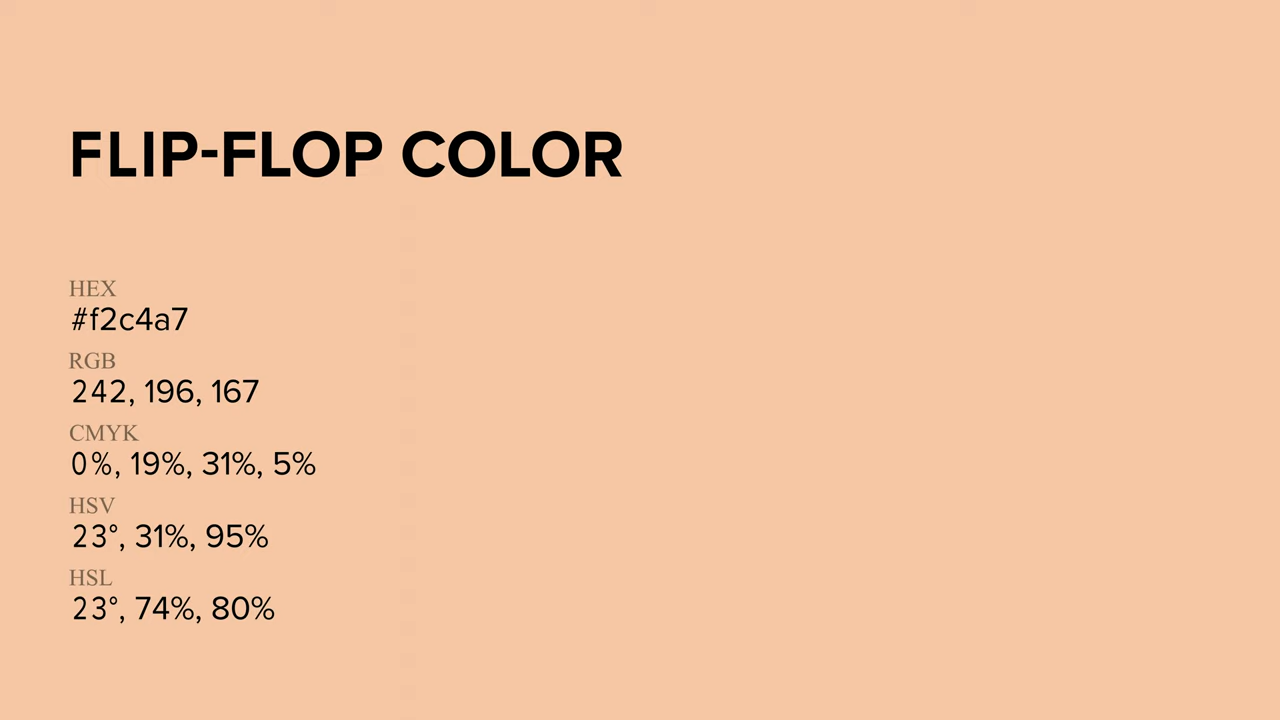 FLIP-FLOP COLOR
HEX
#f2c4a7
RGB
242, 196, 167
CMYK
0%, 19%, 31%, 5%
HSV
23°, 31%, 95%
HSL
23°, 74%, 80%